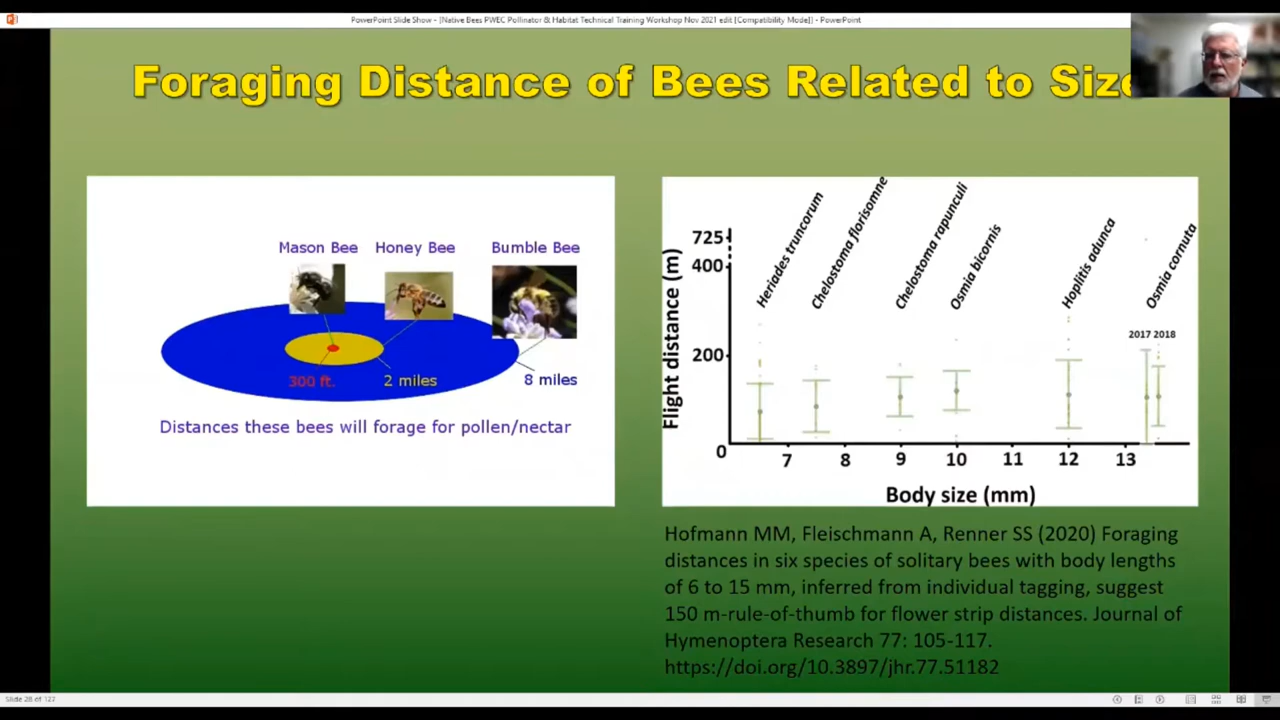 PowerPoint Slide Show - [Native Bees PWEC Pollinator & Habitat Technical Training Workshop Nov 2021 edit [Compatibility Mode]] - PowerPoint
Foraging Distance of Bees Related to Size
Mason Bee Honey Bee Bumble Bee
300 ft. 2 miles 8 miles
Distances these bees will forage for pollen/nectar
Heriades truncorum
Chelostoma florisomne
Chelostoma rapunculi
Osmia bicornis
Hoplitis adunca
Osmia cornuta
725
400
2017 2018
200
0
Flight distance (m)
7 8 9 10 11 12 13
Body size (mm)
Hofmann MM, Fleischmann A, Renner SS (2020) Foraging
distances in six species of solitary bees with body lengths
of 6 to 15 mm, inferred from individual tagging, suggest
150 m-rule-of-thumb for flower strip distances. Journal of
Hymenoptera Research 77: 105-117.
https://doi.org/10.3897/jhr.77.51182
Slide 28 of 127